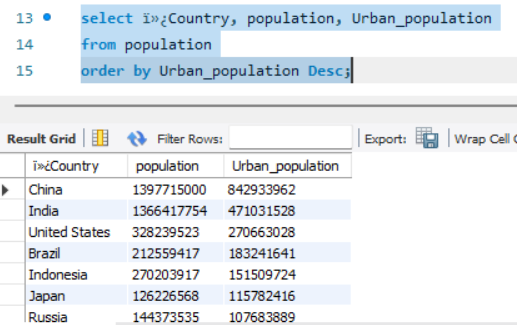 13 select ï»¿Country, population, Urban_population
14 from population
15 order by Urban_population Desc;
Result Grid Filter Rows: Export: Wrap Cell
ï»¿Country population Urban_population
China 1397715000 842933962
India 1366417754 471031528
United States 328239523 270663028
Brazil 212559417 183241641
Indonesia 270203917 151509724
Japan 126226568 115782416
Russia 144373535 107683889